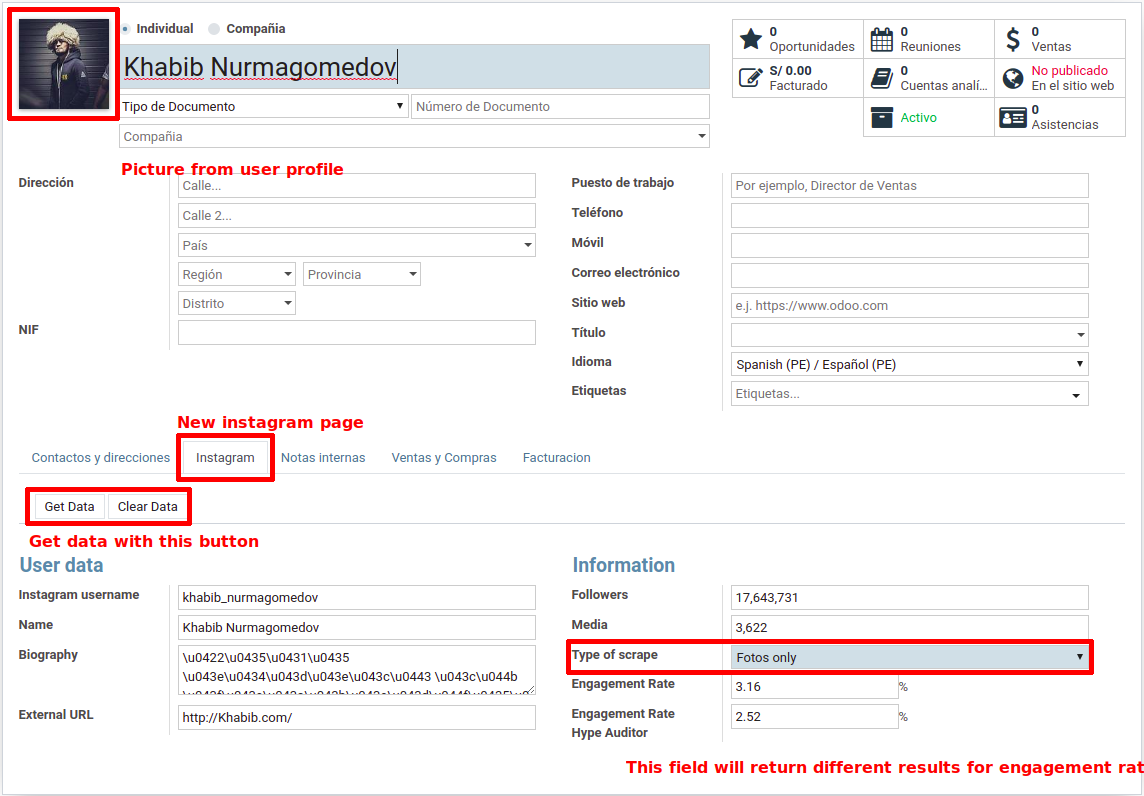 Individual Compañia
Khabib Nurmagomedov
Tipo de Documento Número de Documento
Compañia
0 Oportunidades
0 Reuniones
0 Ventas
S/ 0.00 Facturado
0 Cuentas analí...
No publicado En el sitio web
Activo
0 Asistencias
Picture from user profile
Dirección
Calle...
Calle 2...
País
Región Provincia
Distrito
NIF
Puesto de trabajo Por ejemplo, Director de Ventas
Teléfono
Móvil
Correo electrónico
Sitio web e.j. https://www.odoo.com
Título
Idioma Spanish (PE) / Español (PE)
Etiquetas Etiquetas...
New instagram page
Contactos y direcciones Instagram Notas internas Ventas y Compras Facturacion
Get Data Clear Data
Get data with this button
User data
Instagram username khabib_nurmagomedov
Name Khabib Nurmagomedov
Biography \u0422\u0435\u0431\u0435
\u043e\u0434\u043d\u043e\u043c\u0443 \u043c\u044b
External URL http://Khabib.com/
Information
Followers 17,643,731
Media 3,622
Type of scrape Fotos only
Engagement Rate 3.16 %
Engagement Rate Hype Auditor 2.52 %
This field will return different results for engagement rat